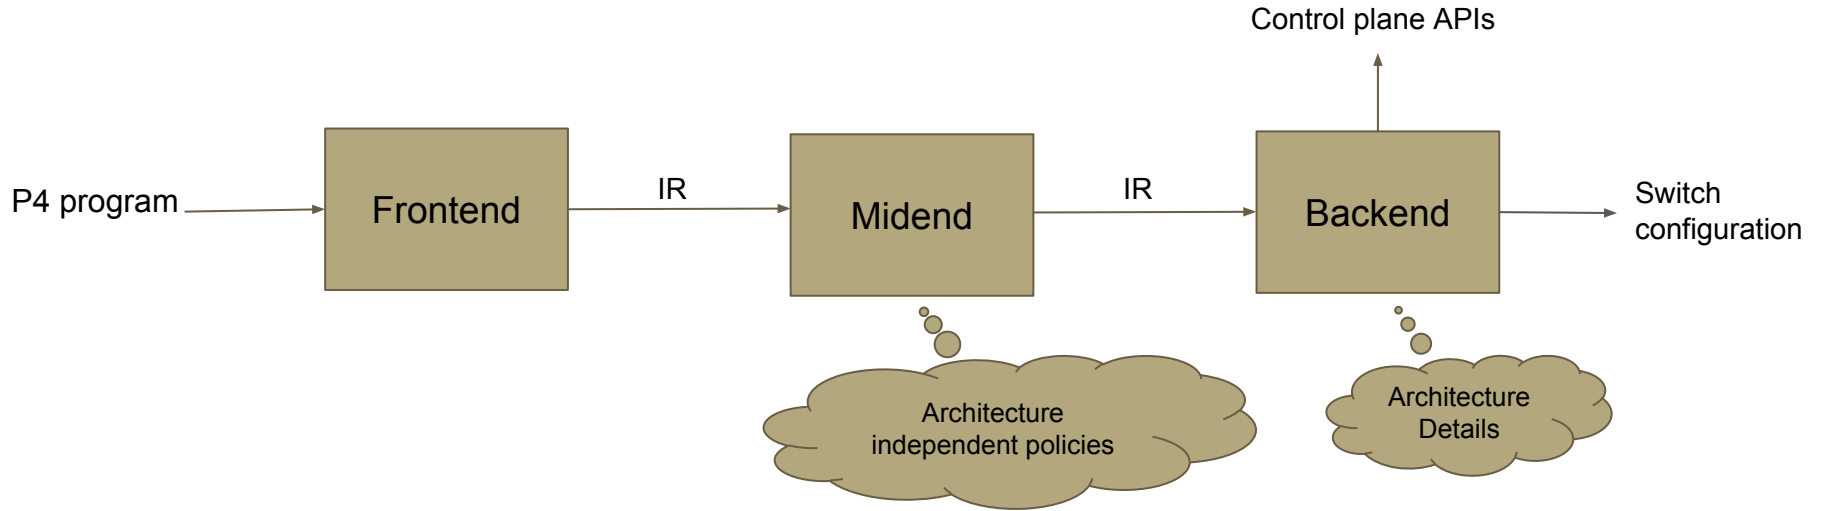 Control plane APIs
P4 program
Frontend
IR
Midend
IR
Backend
Switch
configuration
Architecture
independent policies
Architecture
Details